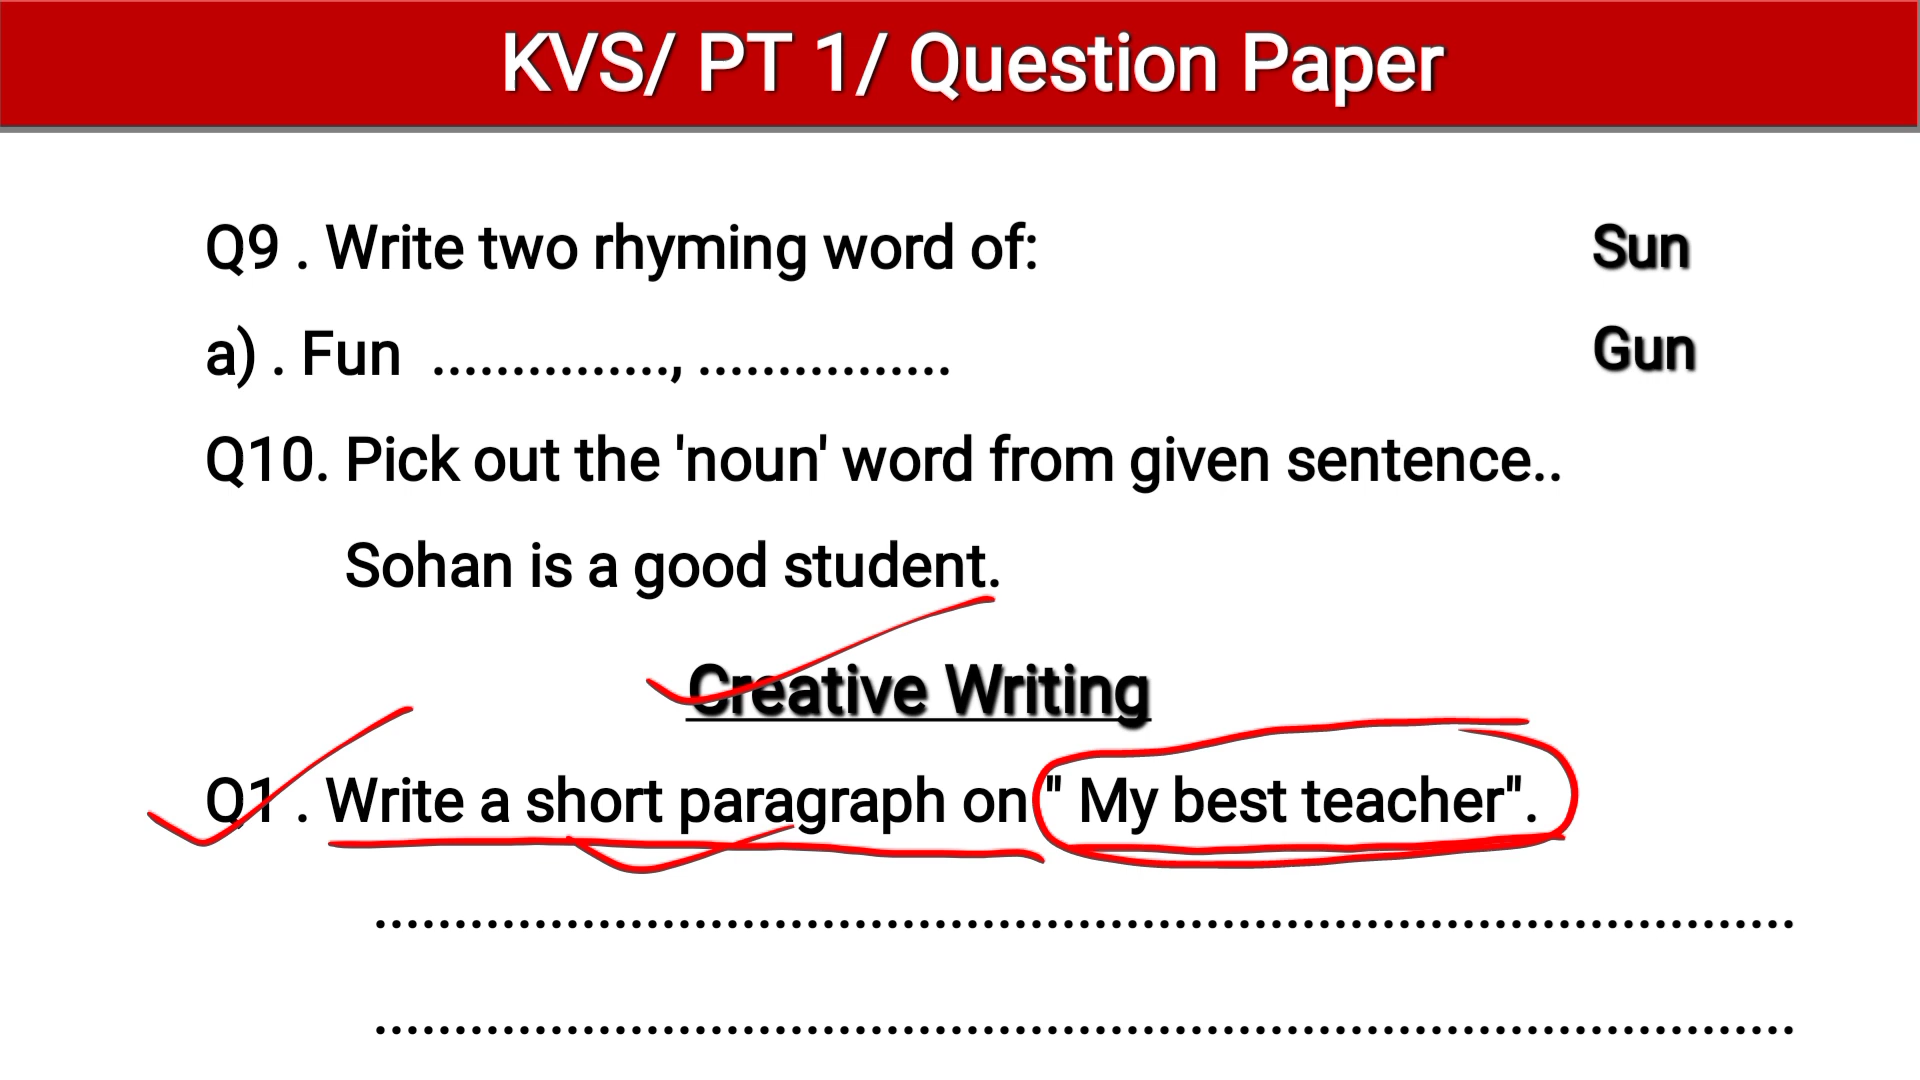 KVS/ PT 1/ Question Paper
Q9 . Write two rhyming word of: Sun
a) . Fun ..............., ................ Gun
Q10. Pick out the 'noun' word from given sentence..
Sohan is a good student.
Creative Writing
Q1 . Write a short paragraph on " My best teacher".
...........................................................................................
...........................................................................................